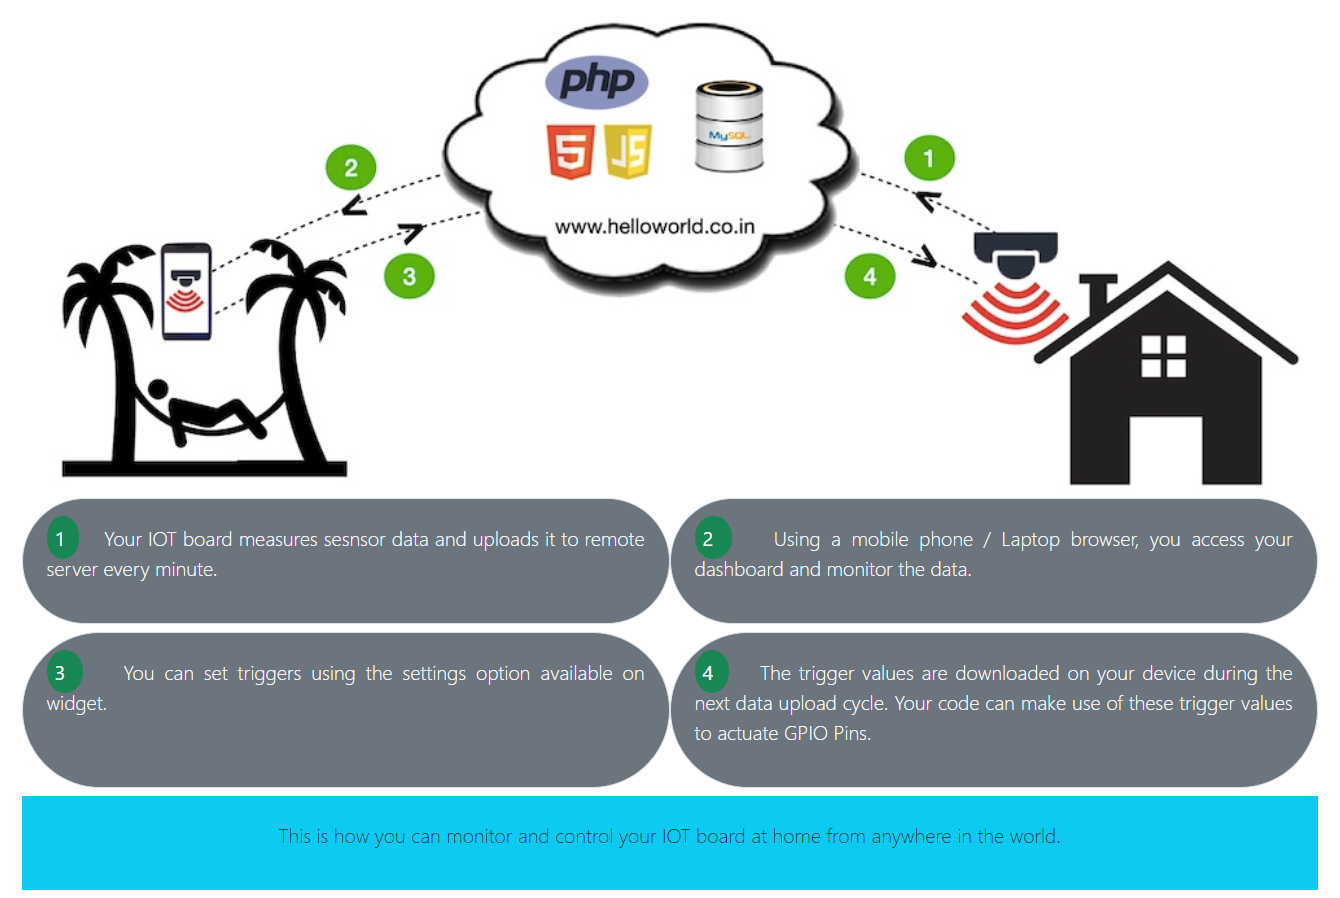 php
MySQL
5
JS
www.helloworld.co.in
2
1
3
4
1 Your IOT board measures sesnsor data and uploads it to remote
server every minute.
2 Using a mobile phone / Laptop browser, you access your
dashboard and monitor the data.
3 You can set triggers using the settings option available on
widget.
4 The trigger values are downloaded on your device during the
next data upload cycle. Your code can make use of these trigger values
to actuate GPIO Pins.
This is how you can monitor and control your IOT board at home from anywhere in the world.